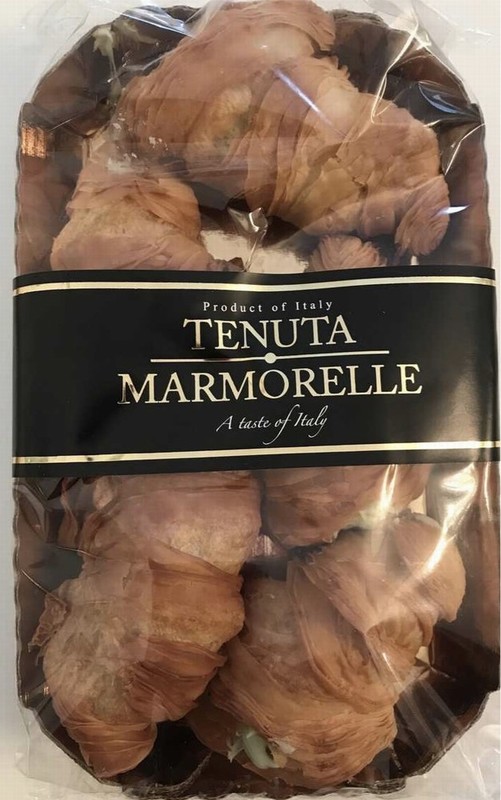 Product of Italy
TENUTA
MARMORELLE
A taste of Italy